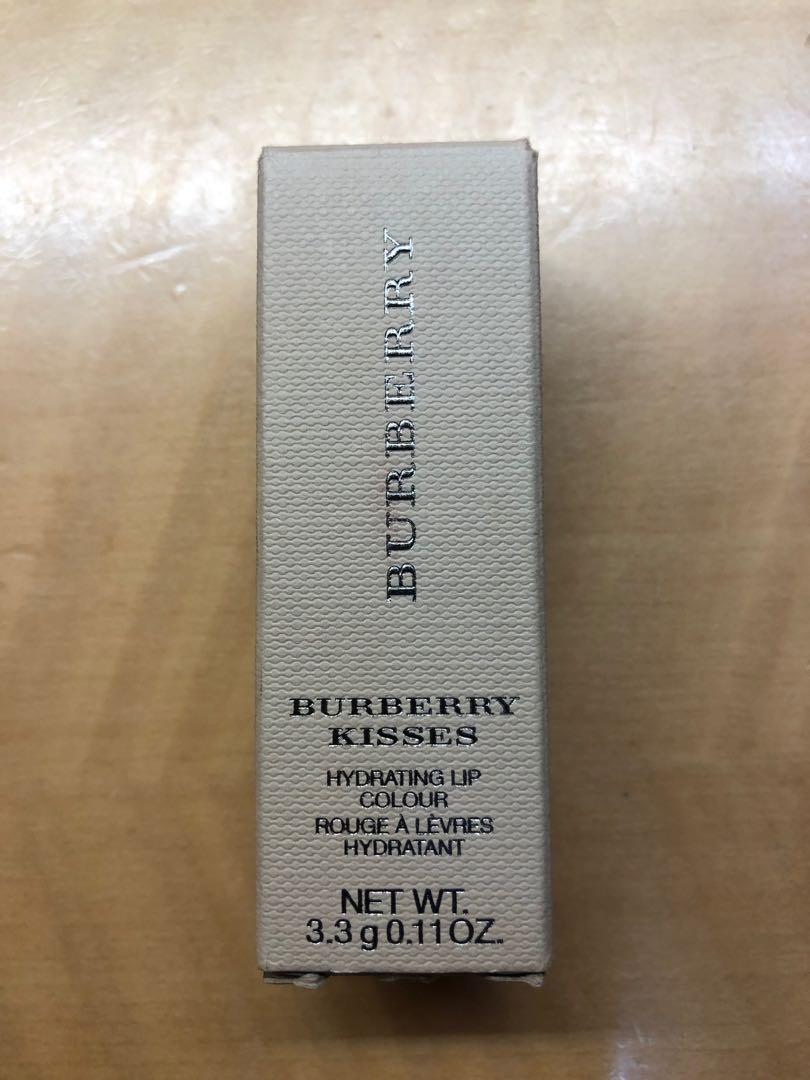 BURBERRY
BURBERRY
KISSES
HYDRATING LIP
COLOUR
ROUGE À LÈVRES
HYDRATANT
NET WT.
3.3 g 0.11 OZ.